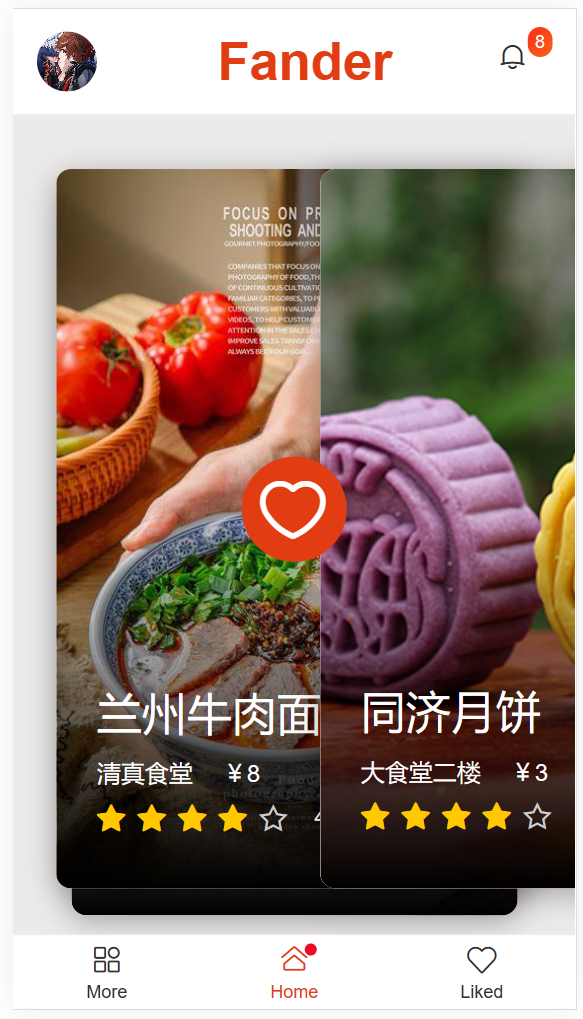 Fander
8
FOCUS ON PR
SHOOTING AND
GOURMET PHOTOGRAPHY/FOO
COMPANIES THAT FOCUS ON
PHOTOGRAPHY OF FOOD, TH
OF CONTINUOUS CULTIVATIO
FAMILIAR CATEGORIES, TO P
CUSTOMERS WITH VALUABL
VIDEOS, TO HELP CUSTOME
ATTENTION IN THE SALES C
IMPROVE SALES TRANSFOR
ALWAYS BEEN OUR GOAL.
兰州牛肉面
清真食堂 ¥8
同济月饼
大食堂二楼 ¥3
More
Home
Liked